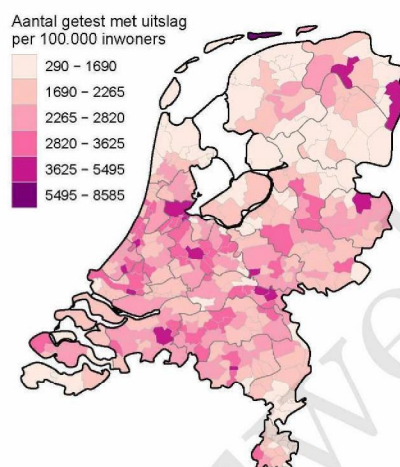 Aantal getest met uitslag
per 100.000 inwoners
290 – 1690
1690 – 2265
2265 – 2820
2820 – 3625
3625 – 5495
5495 – 8585